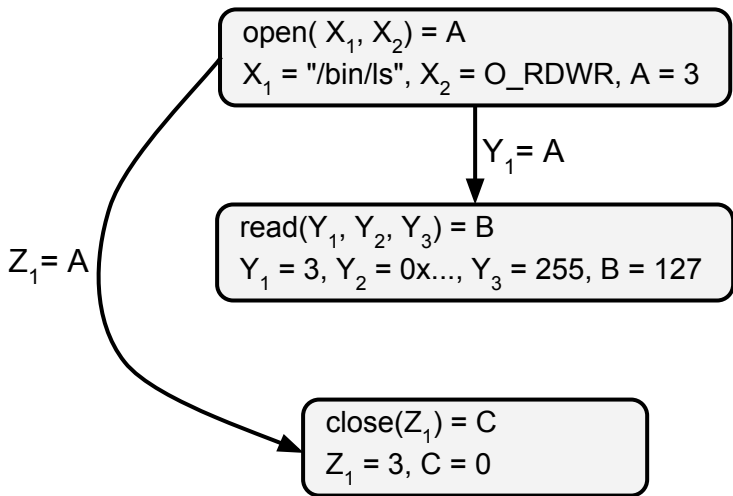 open( X₁, X₂) = A
X₁ = "/bin/ls", X₂ = O_RDWR, A = 3
Y₁= A
read(Y₁, Y₂, Y₃) = B
Y₁ = 3, Y₂ = 0x..., Y₃ = 255, B = 127
Z₁= A
close(Z₁) = C
Z₁ = 3, C = 0